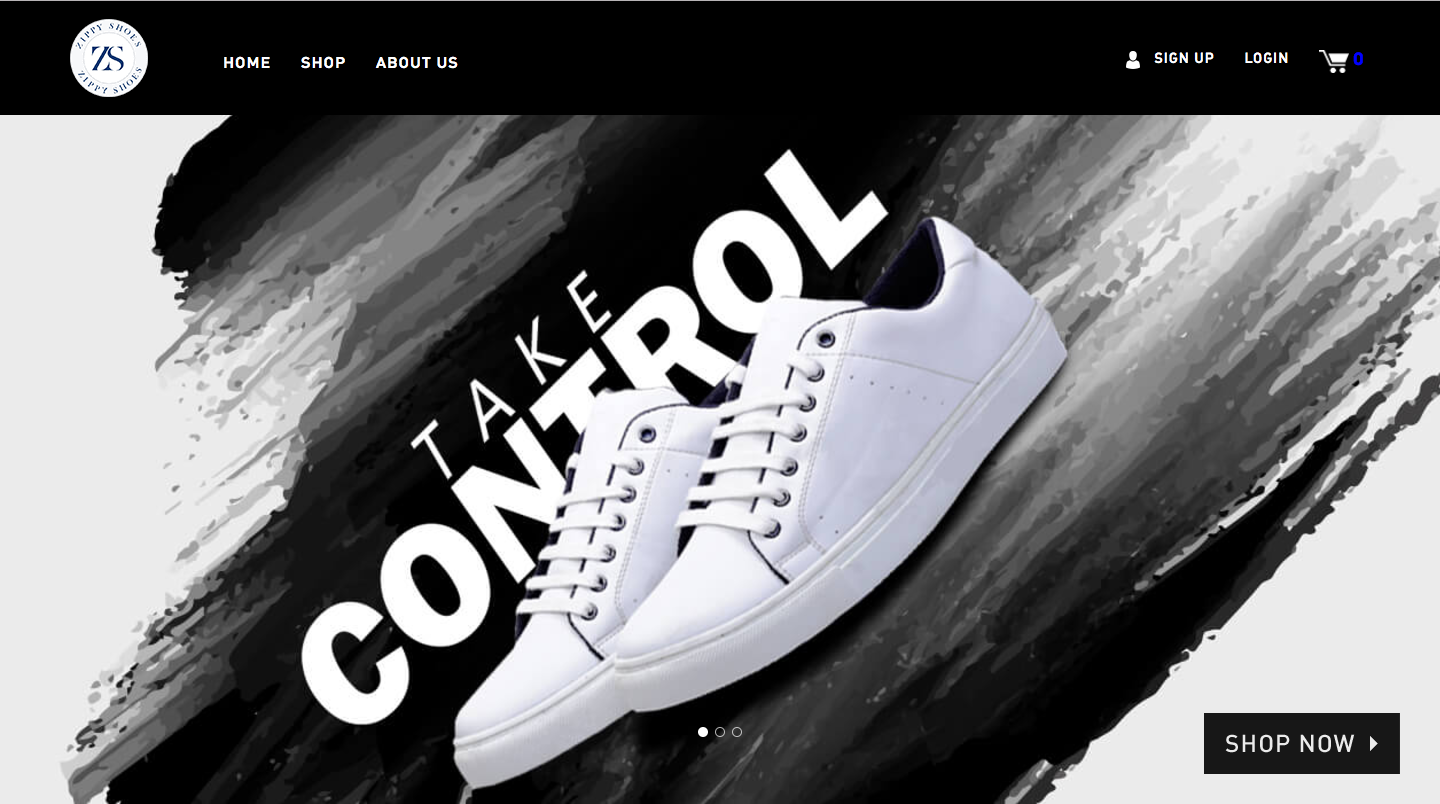 ZIPPY SHOES
ZS
ZIPPY SHOES
HOME
SHOP
ABOUT US
SIGN UP
LOGIN
0
TAKE
CONTROL
SHOP NOW